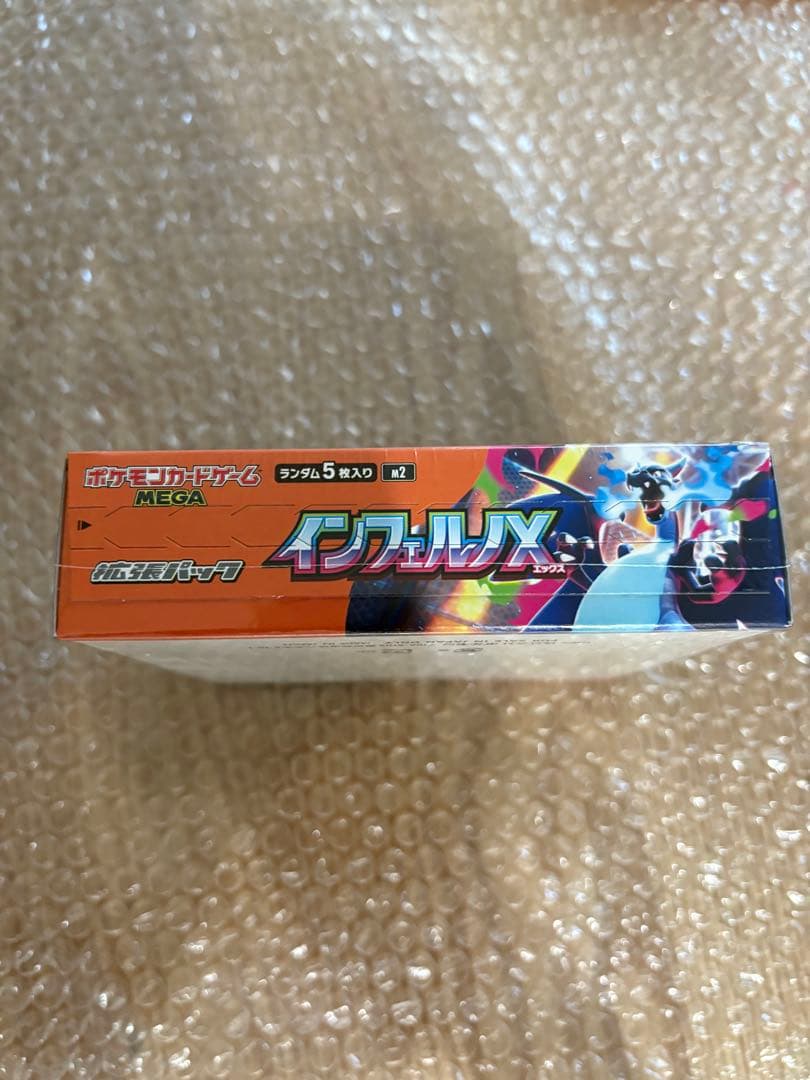 ポケモンカードゲーム
MEGA
ランダム5枚入り
M2
拡張パック
インフェルノX
エックス